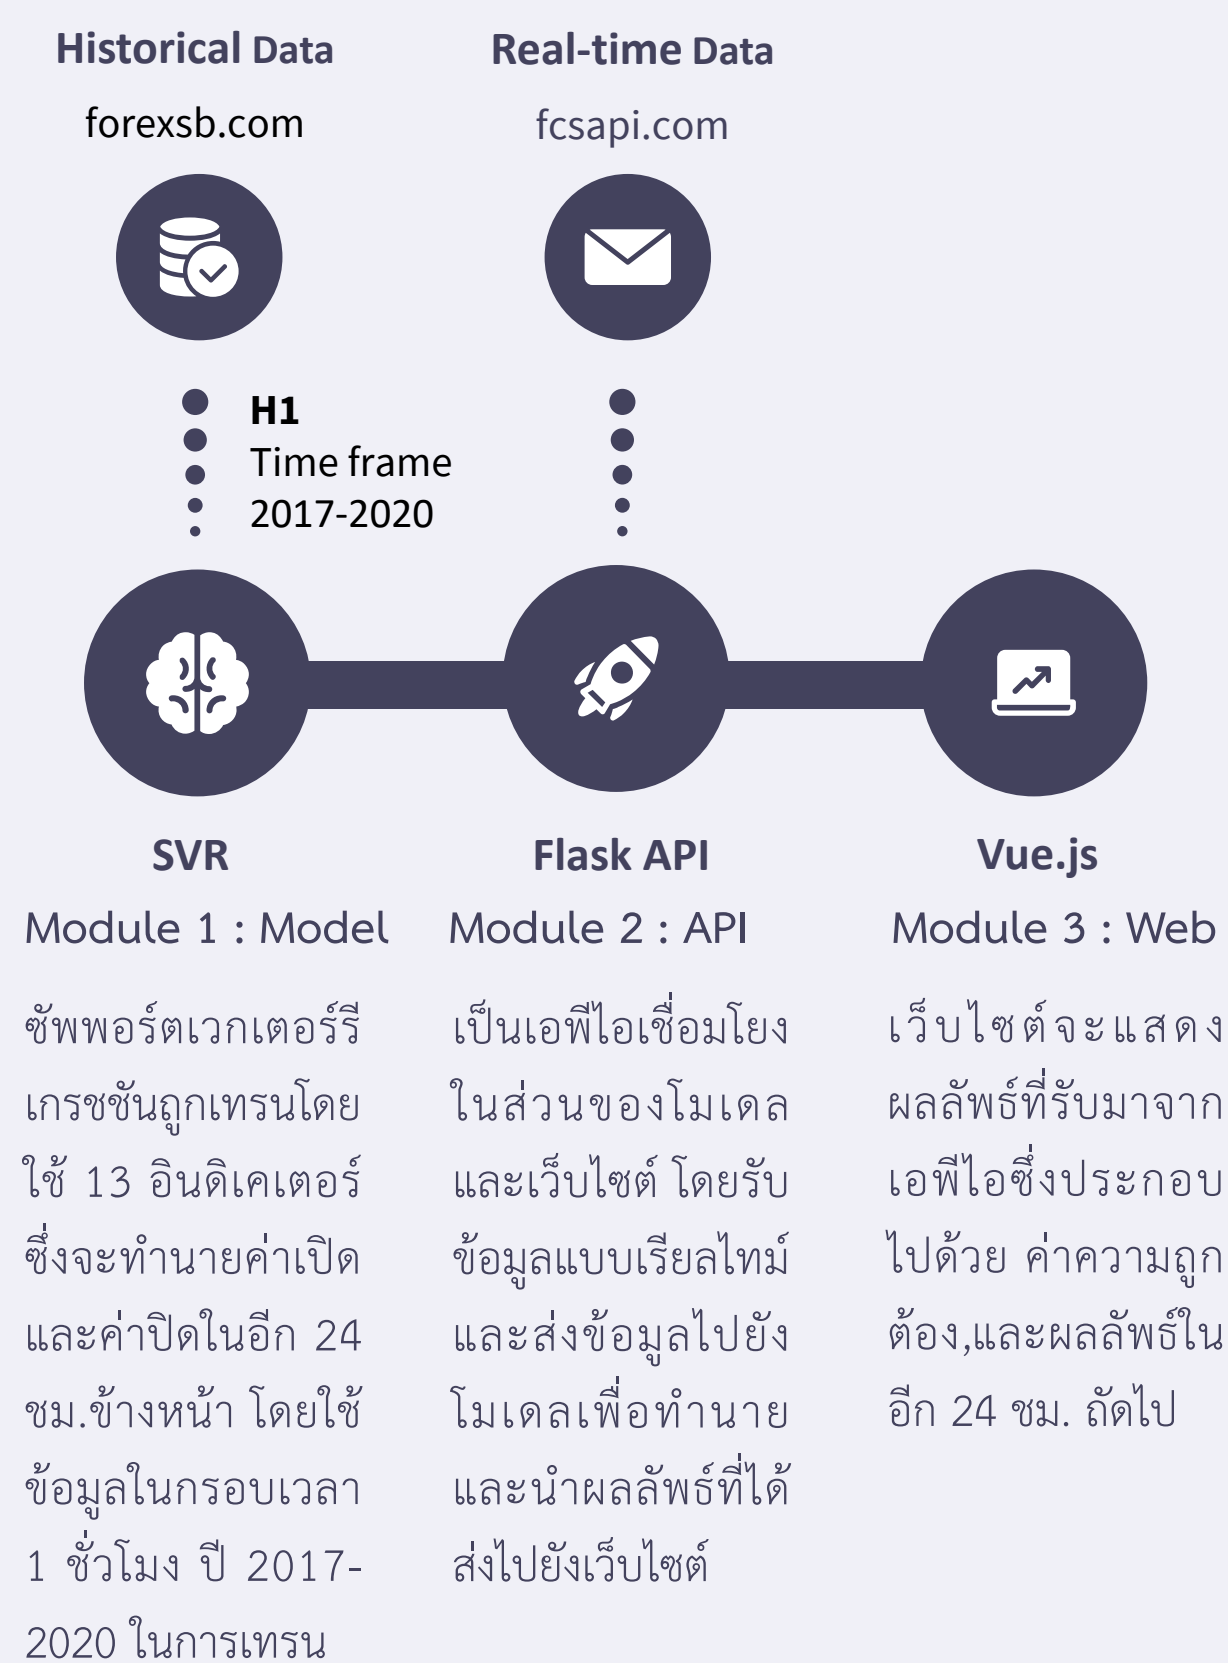 Historical Data
forexsb.com
Real-time Data
fcsapi.com
H1
Time frame
2017-2020
SVR
Module 1 : Model
ซัพพอร์ตเวกเตอร์รี
เกรชชันถูกเทรนโดย
ใช้ 13 อินดิเคเตอร์
ซึ่งจะทำนายค่าเปิด
และค่าปิดในอีก 24
ชม.ข้างหน้า โดยใช้
ข้อมูลในกรอบเวลา
1 ชั่วโมง ปี 2017-
2020 ในการเทรน
Flask API
Module 2 : API
เป็นเอพีไอเชื่อมโยง
ในส่วนของโมเดล
และเว็บไซต์ โดยรับ
ข้อมูลแบบเรียลไทม์
และส่งข้อมูลไปยัง
โมเดลเพื่อทำนาย
และนำผลลัพธ์ที่ได้
ส่งไปยังเว็บไซต์
Vue.js
Module 3 : Web
เว็บไซต์จะแสดง
ผลลัพธ์ที่รับมาจาก
เอพีไอซึ่งประกอบ
ไปด้วย ค่าความถูก
ต้อง,และผลลัพธ์ใน
อีก 24 ชม. ถัดไป